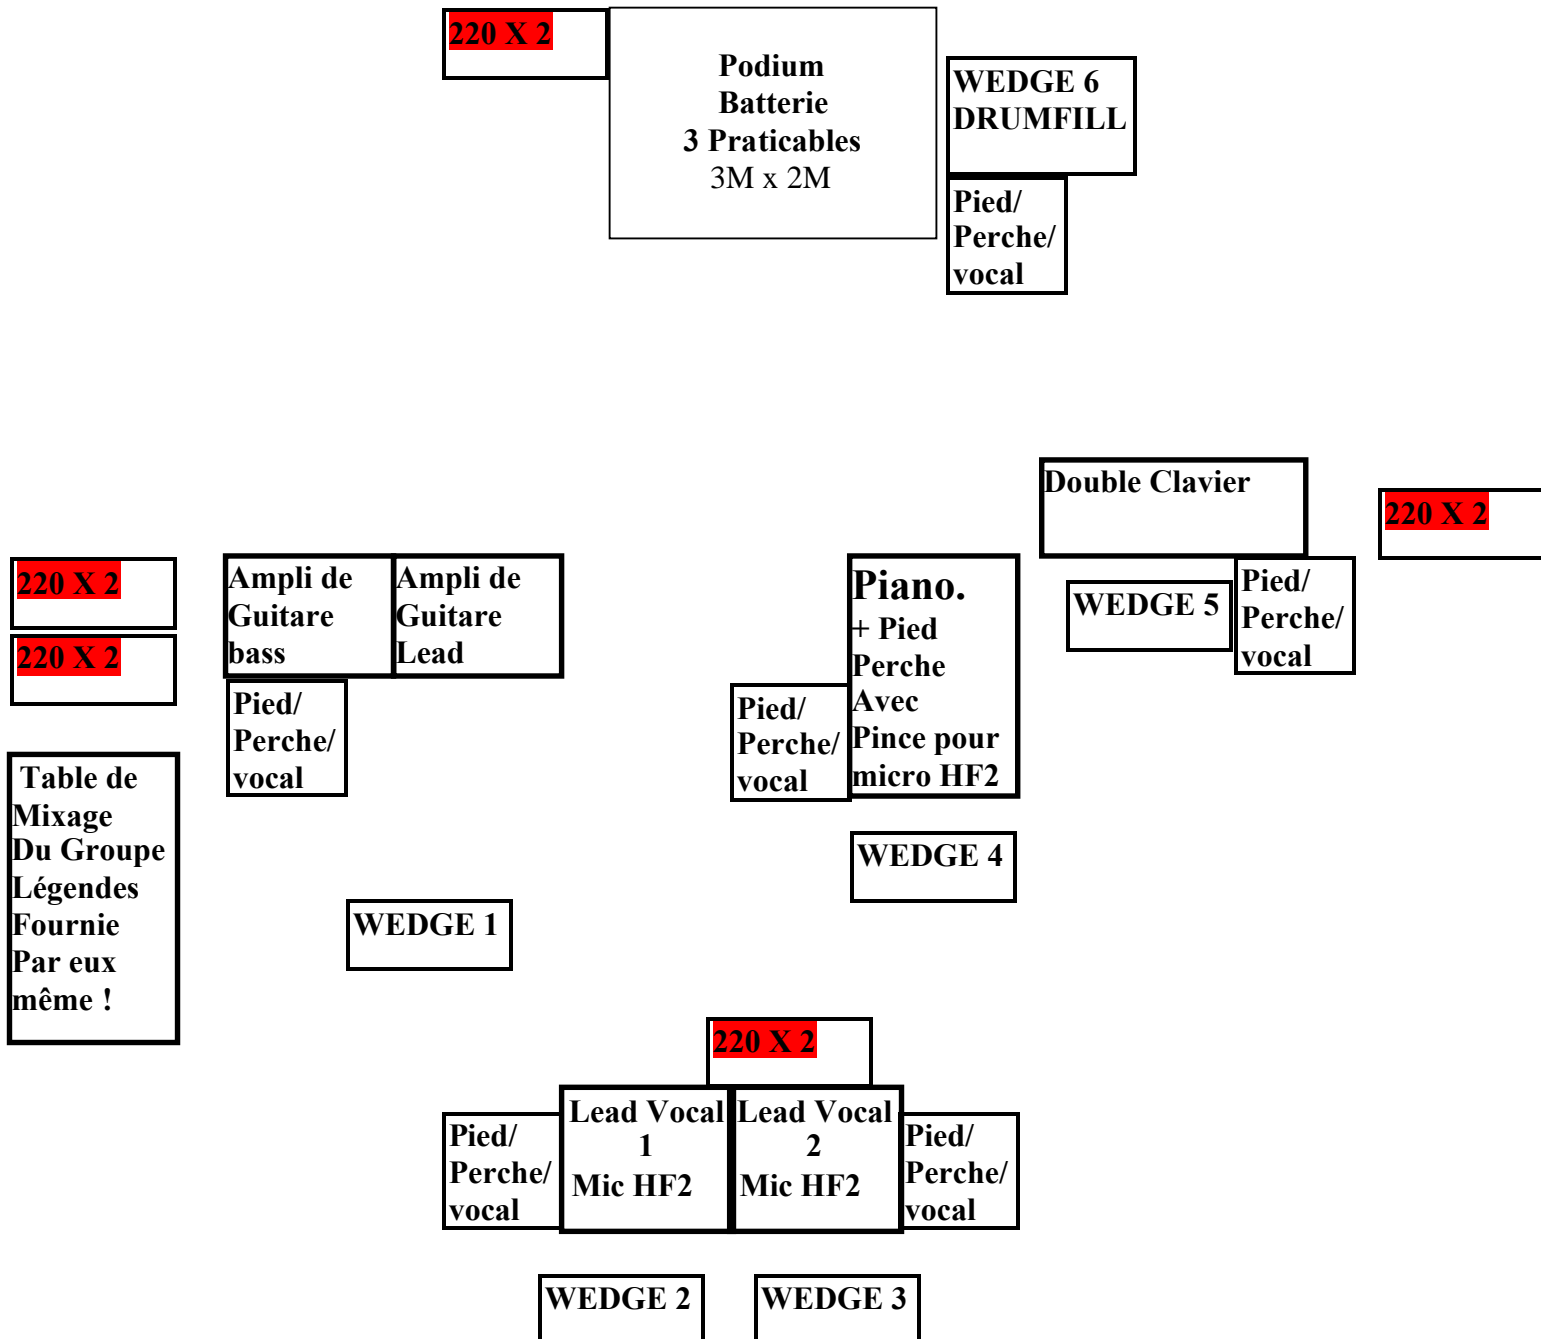 220 X 2
Podium
Batterie
3 Praticables
3M x 2M
WEDGE 6
DRUMFILL
Pied/
Perche/
vocal
Double Clavier
220 X 2
220 X 2
220 X 2
Ampli de
Guitare
bass
Ampli de
Guitare
Lead
Pied/
Perche/
vocal
Piano.
+ Pied
Perche
Avec
Pince pour
micro HF2
Pied/
Perche/
vocal
WEDGE 5
Pied/
Perche/
vocal
Table de
Mixage
Du Groupe
Légendes
Fournie
Par eux
même !
WEDGE 4
WEDGE 1
220 X 2
Pied/
Perche/
vocal
Lead Vocal
1
Mic HF2
Lead Vocal
2
Mic HF2
Pied/
Perche/
vocal
WEDGE 2
WEDGE 3